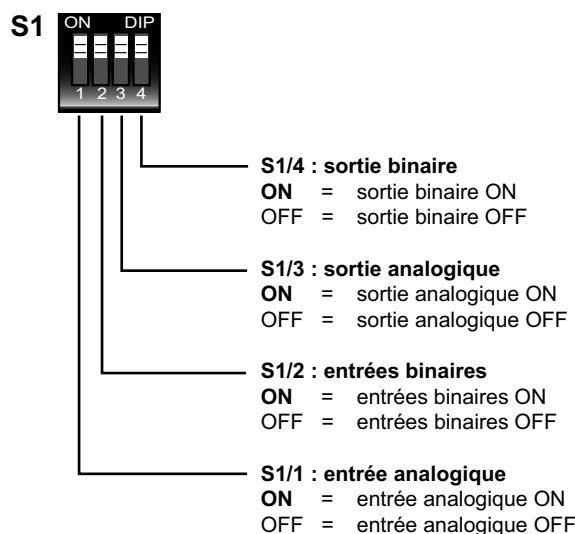 S1 ON DIP
1 2 3 4
S1/4 : sortie binaire
ON = sortie binaire ON
OFF = sortie binaire OFF
S1/3 : sortie analogique
ON = sortie analogique ON
OFF = sortie analogique OFF
S1/2 : entrées binaires
ON = entrées binaires ON
OFF = entrées binaires OFF
S1/1 : entrée analogique
ON = entrée analogique ON
OFF = entrée analogique OFF